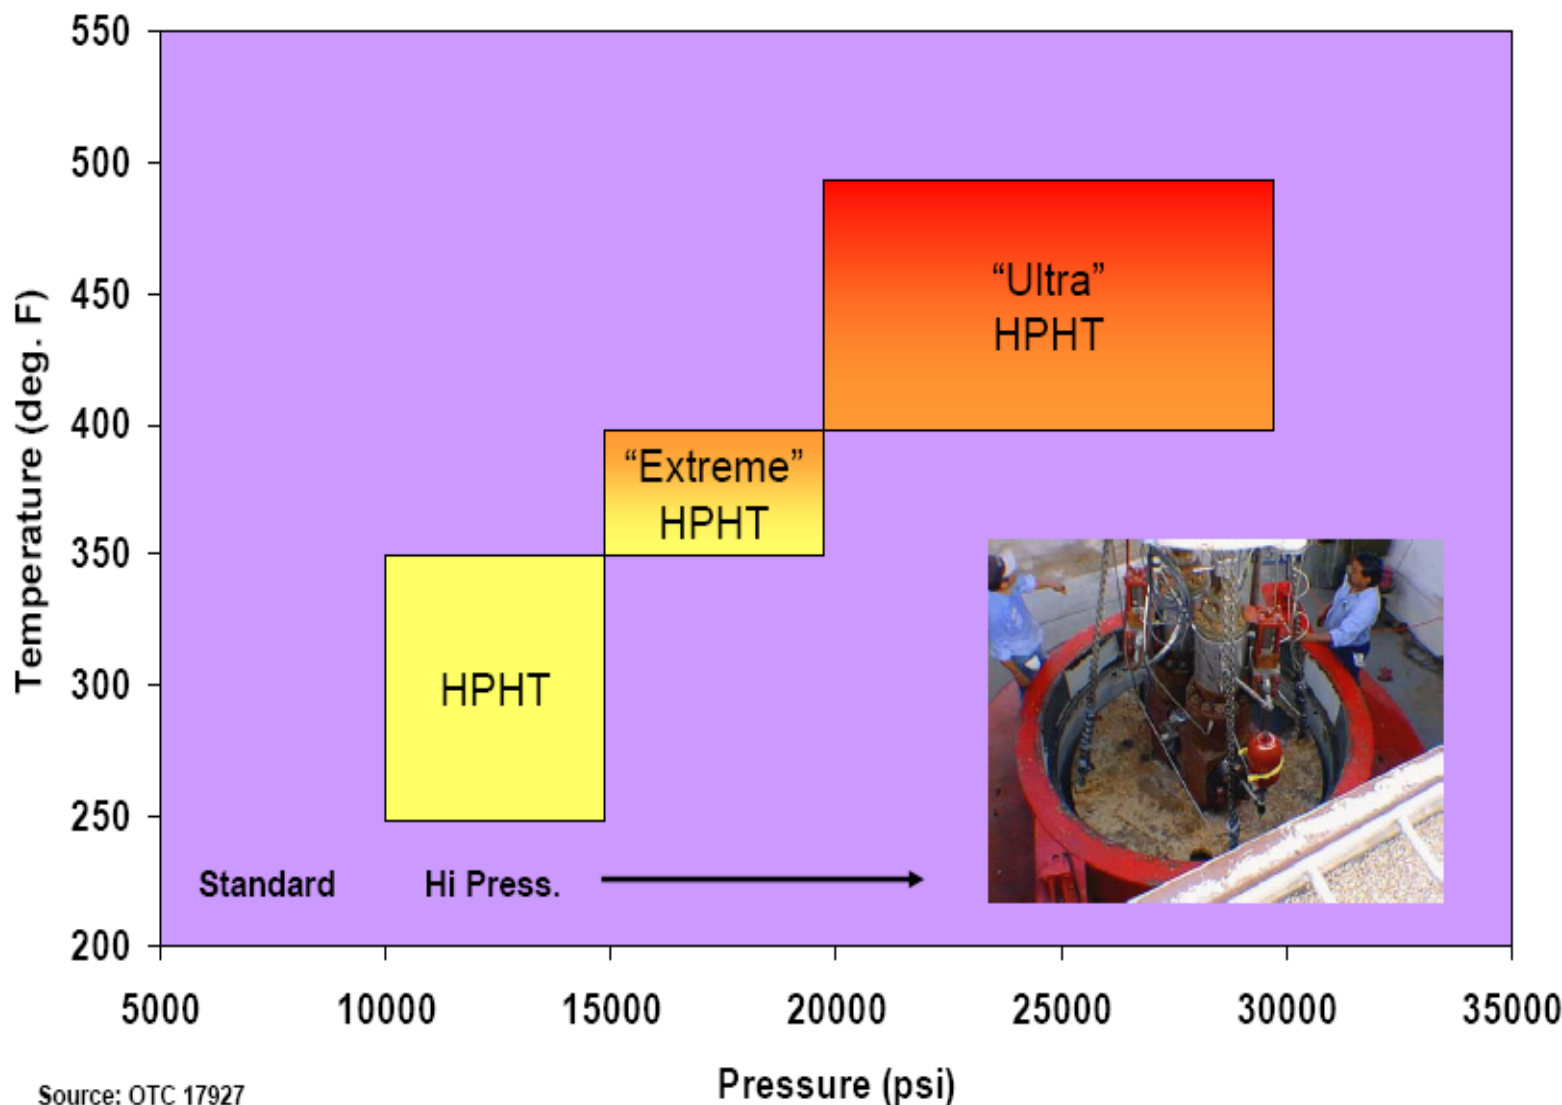 550
500
450
400
350
300
250
200
Temperature (deg. F)
“Ultra”
HPHT
“Extreme”
HPHT
HPHT
Standard
Hi Press.
5000
10000
15000
20000
25000
30000
35000
Pressure (psi)
Source: OTC 17927